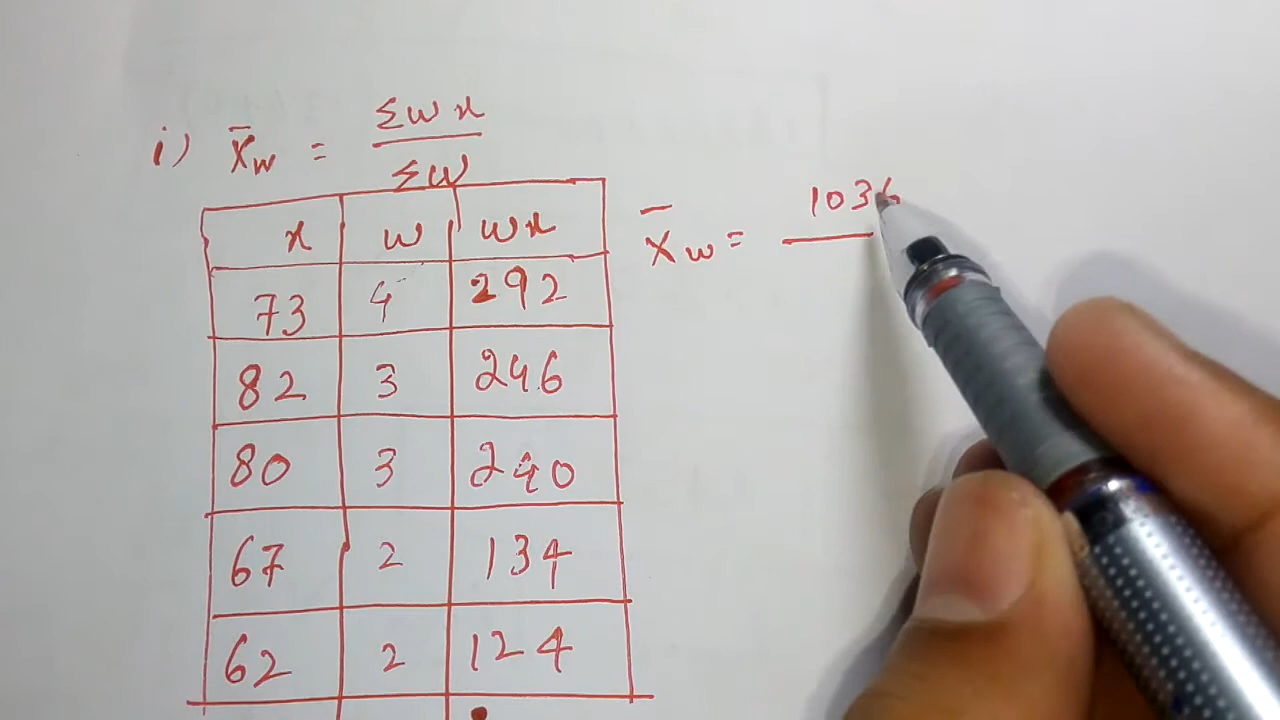 i) x̄w = Σwx / Σw
x w wx
73 4 292
82 3 246
80 3 240
67 2 134
62 2 124
x̄w = 1036